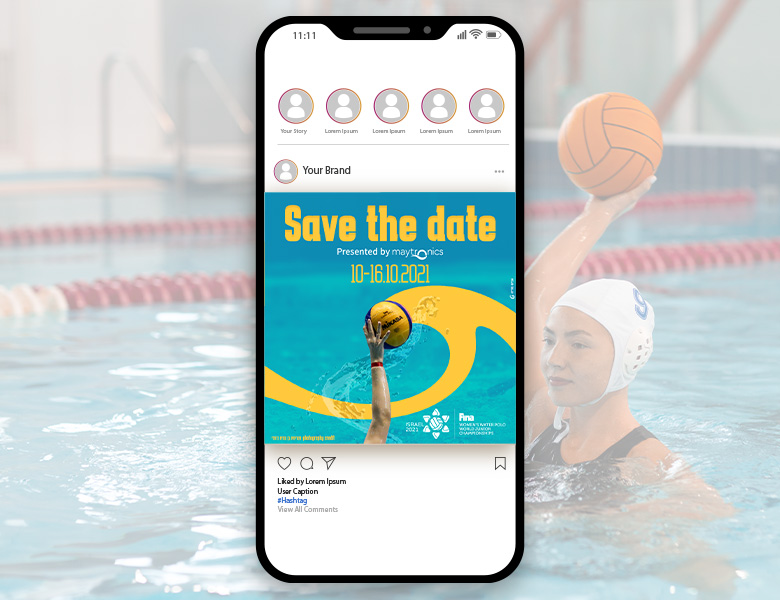 11:11
Your Story Lorem Ipsum Lorem Ipsum Lorem Ipsum Lorem Ipsum
Your Brand
Save the date
Presented by maytronics
10-16.10.2021
MIKASA
ISRAEL
2021
Fina
WOMEN'S WATER POLO
WORLD JUNIOR
CHAMPIONSHIPS
Liked by Lorem Ipsum
User Caption
#Hashtag
View All Comments